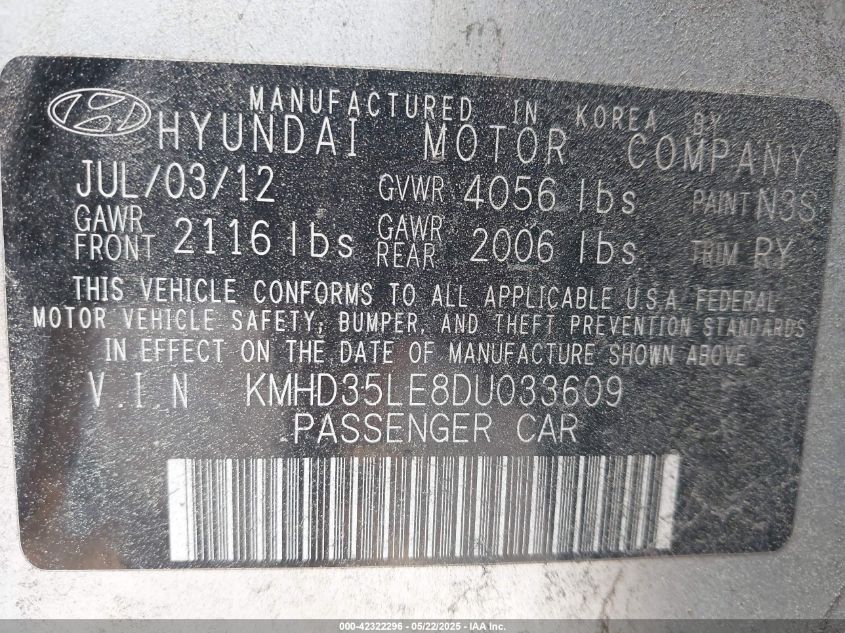 MANUFACTURED IN KOREA BY
HYUNDAI MOTOR COMPANY
JUL/03/12 GVWR 4056 lbs PAINT N3S
GAWR FRONT 2116 lbs GAWR REAR 2006 lbs TRIM RY
THIS VEHICLE CONFORMS TO ALL APPLICABLE U.S.A. FEDERAL
MOTOR VEHICLE SAFETY, BUMPER, AND THEFT PREVENTION STANDARDS
IN EFFECT ON THE DATE OF MANUFACTURE SHOWN ABOVE
V.I.N KMHD35LE8DU033609
PASSENGER CAR
000-42322296 - 05/22/2025 - IAA Inc.